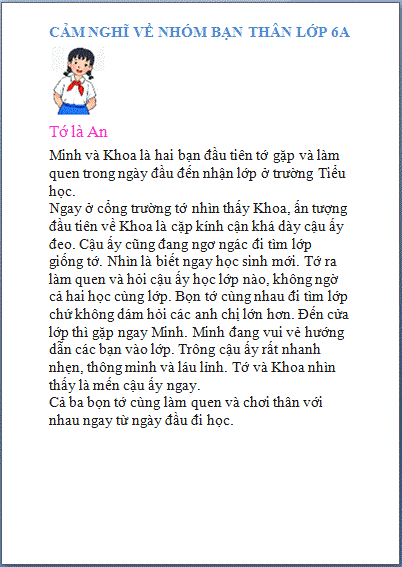 CẢM NGHĨ VỀ NHÓM BẠN THÂN LỚP 6A
Tớ là An
Minh và Khoa là hai bạn đầu tiên tớ gặp và làm
quen trong ngày đầu đến nhận lớp ở trường Tiểu
học.
Ngay ở cổng trường tớ nhìn thấy Khoa, ấn tượng
đầu tiên về Khoa là cặp kính cận khá dày cậu ấy
đeo. Cậu ấy cũng đang ngơ ngác đi tìm lớp
giống tớ. Nhìn là biết ngay học sinh mới. Tớ ra
làm quen và hỏi cậu ấy học lớp nào, không ngờ
cả hai học cùng lớp. Bọn tớ cùng nhau đi tìm lớp
chứ không dám hỏi các anh chị lớn hơn. Đến cửa
lớp thì gặp ngay Minh. Minh đang vui vẻ hướng
dẫn các bạn vào lớp. Trông cậu ấy rất nhanh
nhẹn, thông minh và láu lỉnh. Tớ và Khoa nhìn
thấy là mến cậu ấy ngay.
Cả ba bọn tớ cùng làm quen và chơi thân với
nhau ngay từ ngày đầu đi học.